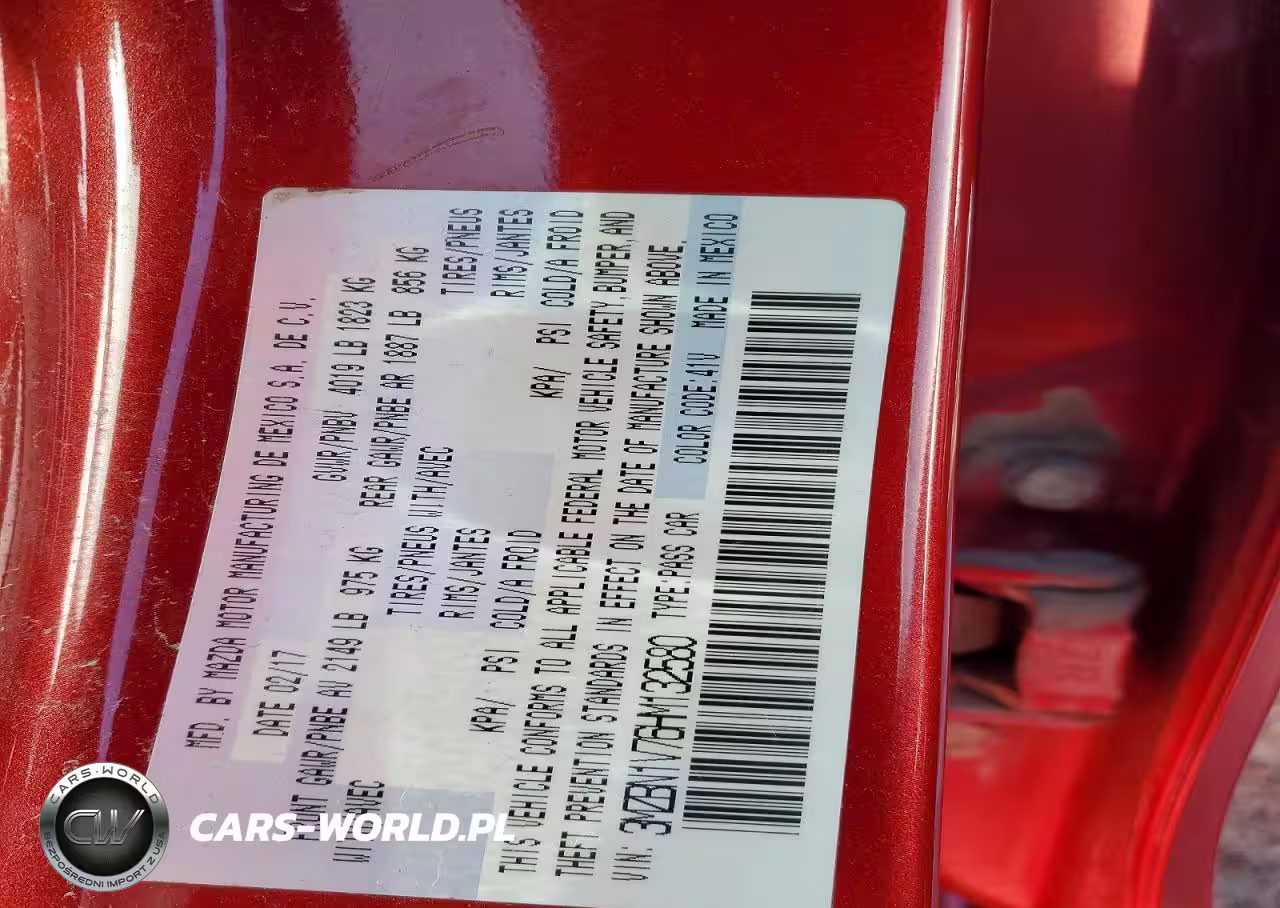 MFD. BY MAZDA MOTOR MANUFACTURING DE MEXICO S.A. DE C.V.
DATE 02/17 GVWR/PNBV 4019 LB 1823 KG
GAWR/PNBE AV 2149 LB 975 KG REAR GAWR/PNBE AR 1887 LB 856 KG
TIRES/PNEUS WITH/AVEC TIRES/PNEUS
RIMS/JANTES RIMS/JANTES
KPA/ PSI COLD/A FROID KPA/ PSI COLD/A FROID
THIS VEHICLE CONFORMS TO ALL APPLICABLE FEDERAL MOTOR VEHICLE SAFETY, BUMPER, AND
THEFT PREVENTION STANDARDS IN EFFECT ON THE DATE OF MANUFACTURE SHOWN ABOVE.
VIN: 3MZBN1V76HM132580 TYPE:PASS CAR COLOR CODE:41V MADE IN MEXICO
CARS-WORLD
CW
BEZPOŚREDNI IMPORT Z USA
CARS-WORLD.PL